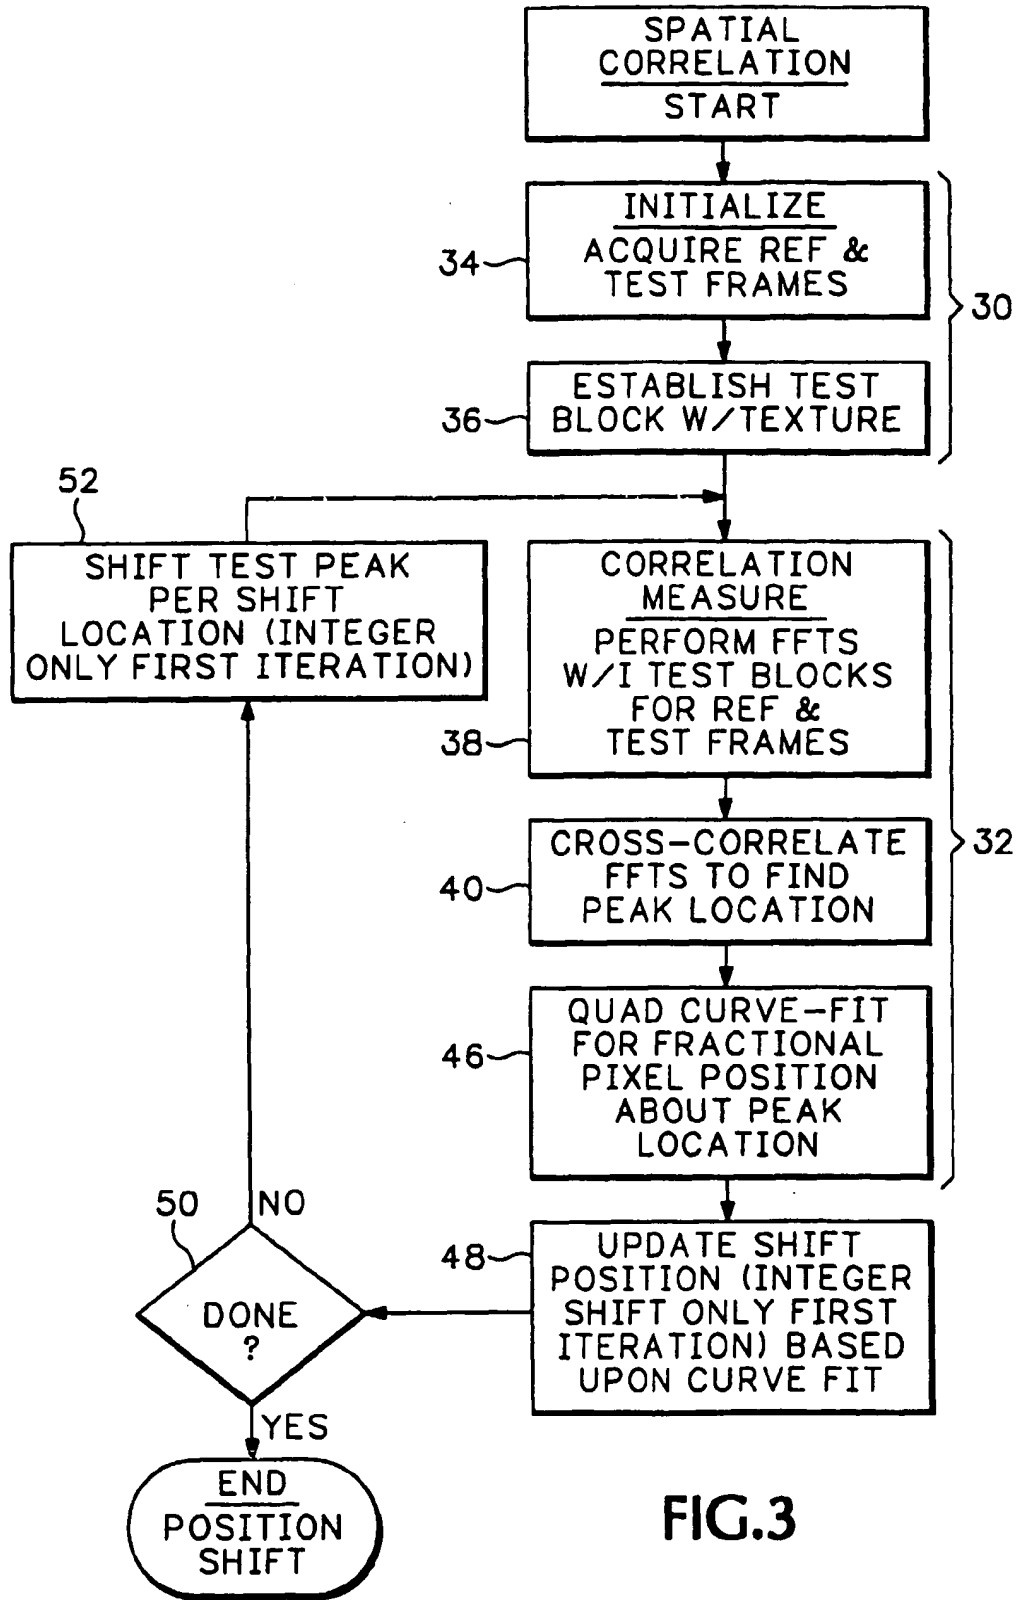 SPATIAL
CORRELATION
START
INITIALIZE
ACQUIRE REF &
TEST FRAMES
34
30
ESTABLISH TEST
BLOCK W/TEXTURE
36
52
SHIFT TEST PEAK
PER SHIFT
LOCATION (INTEGER
ONLY FIRST ITERATION)
CORRELATION
MEASURE
PERFORM FFTS
W/I TEST BLOCKS
FOR REF &
TEST FRAMES
38
32
CROSS-CORRELATE
FFTS TO FIND
PEAK LOCATION
40
QUAD CURVE-FIT
FOR FRACTIONAL
PIXEL POSITION
ABOUT PEAK
LOCATION
46
UPDATE SHIFT
POSITION (INTEGER
SHIFT ONLY FIRST
ITERATION) BASED
UPON CURVE FIT
48
50
NO
DONE
?
YES
END
POSITION
SHIFT
FIG.3